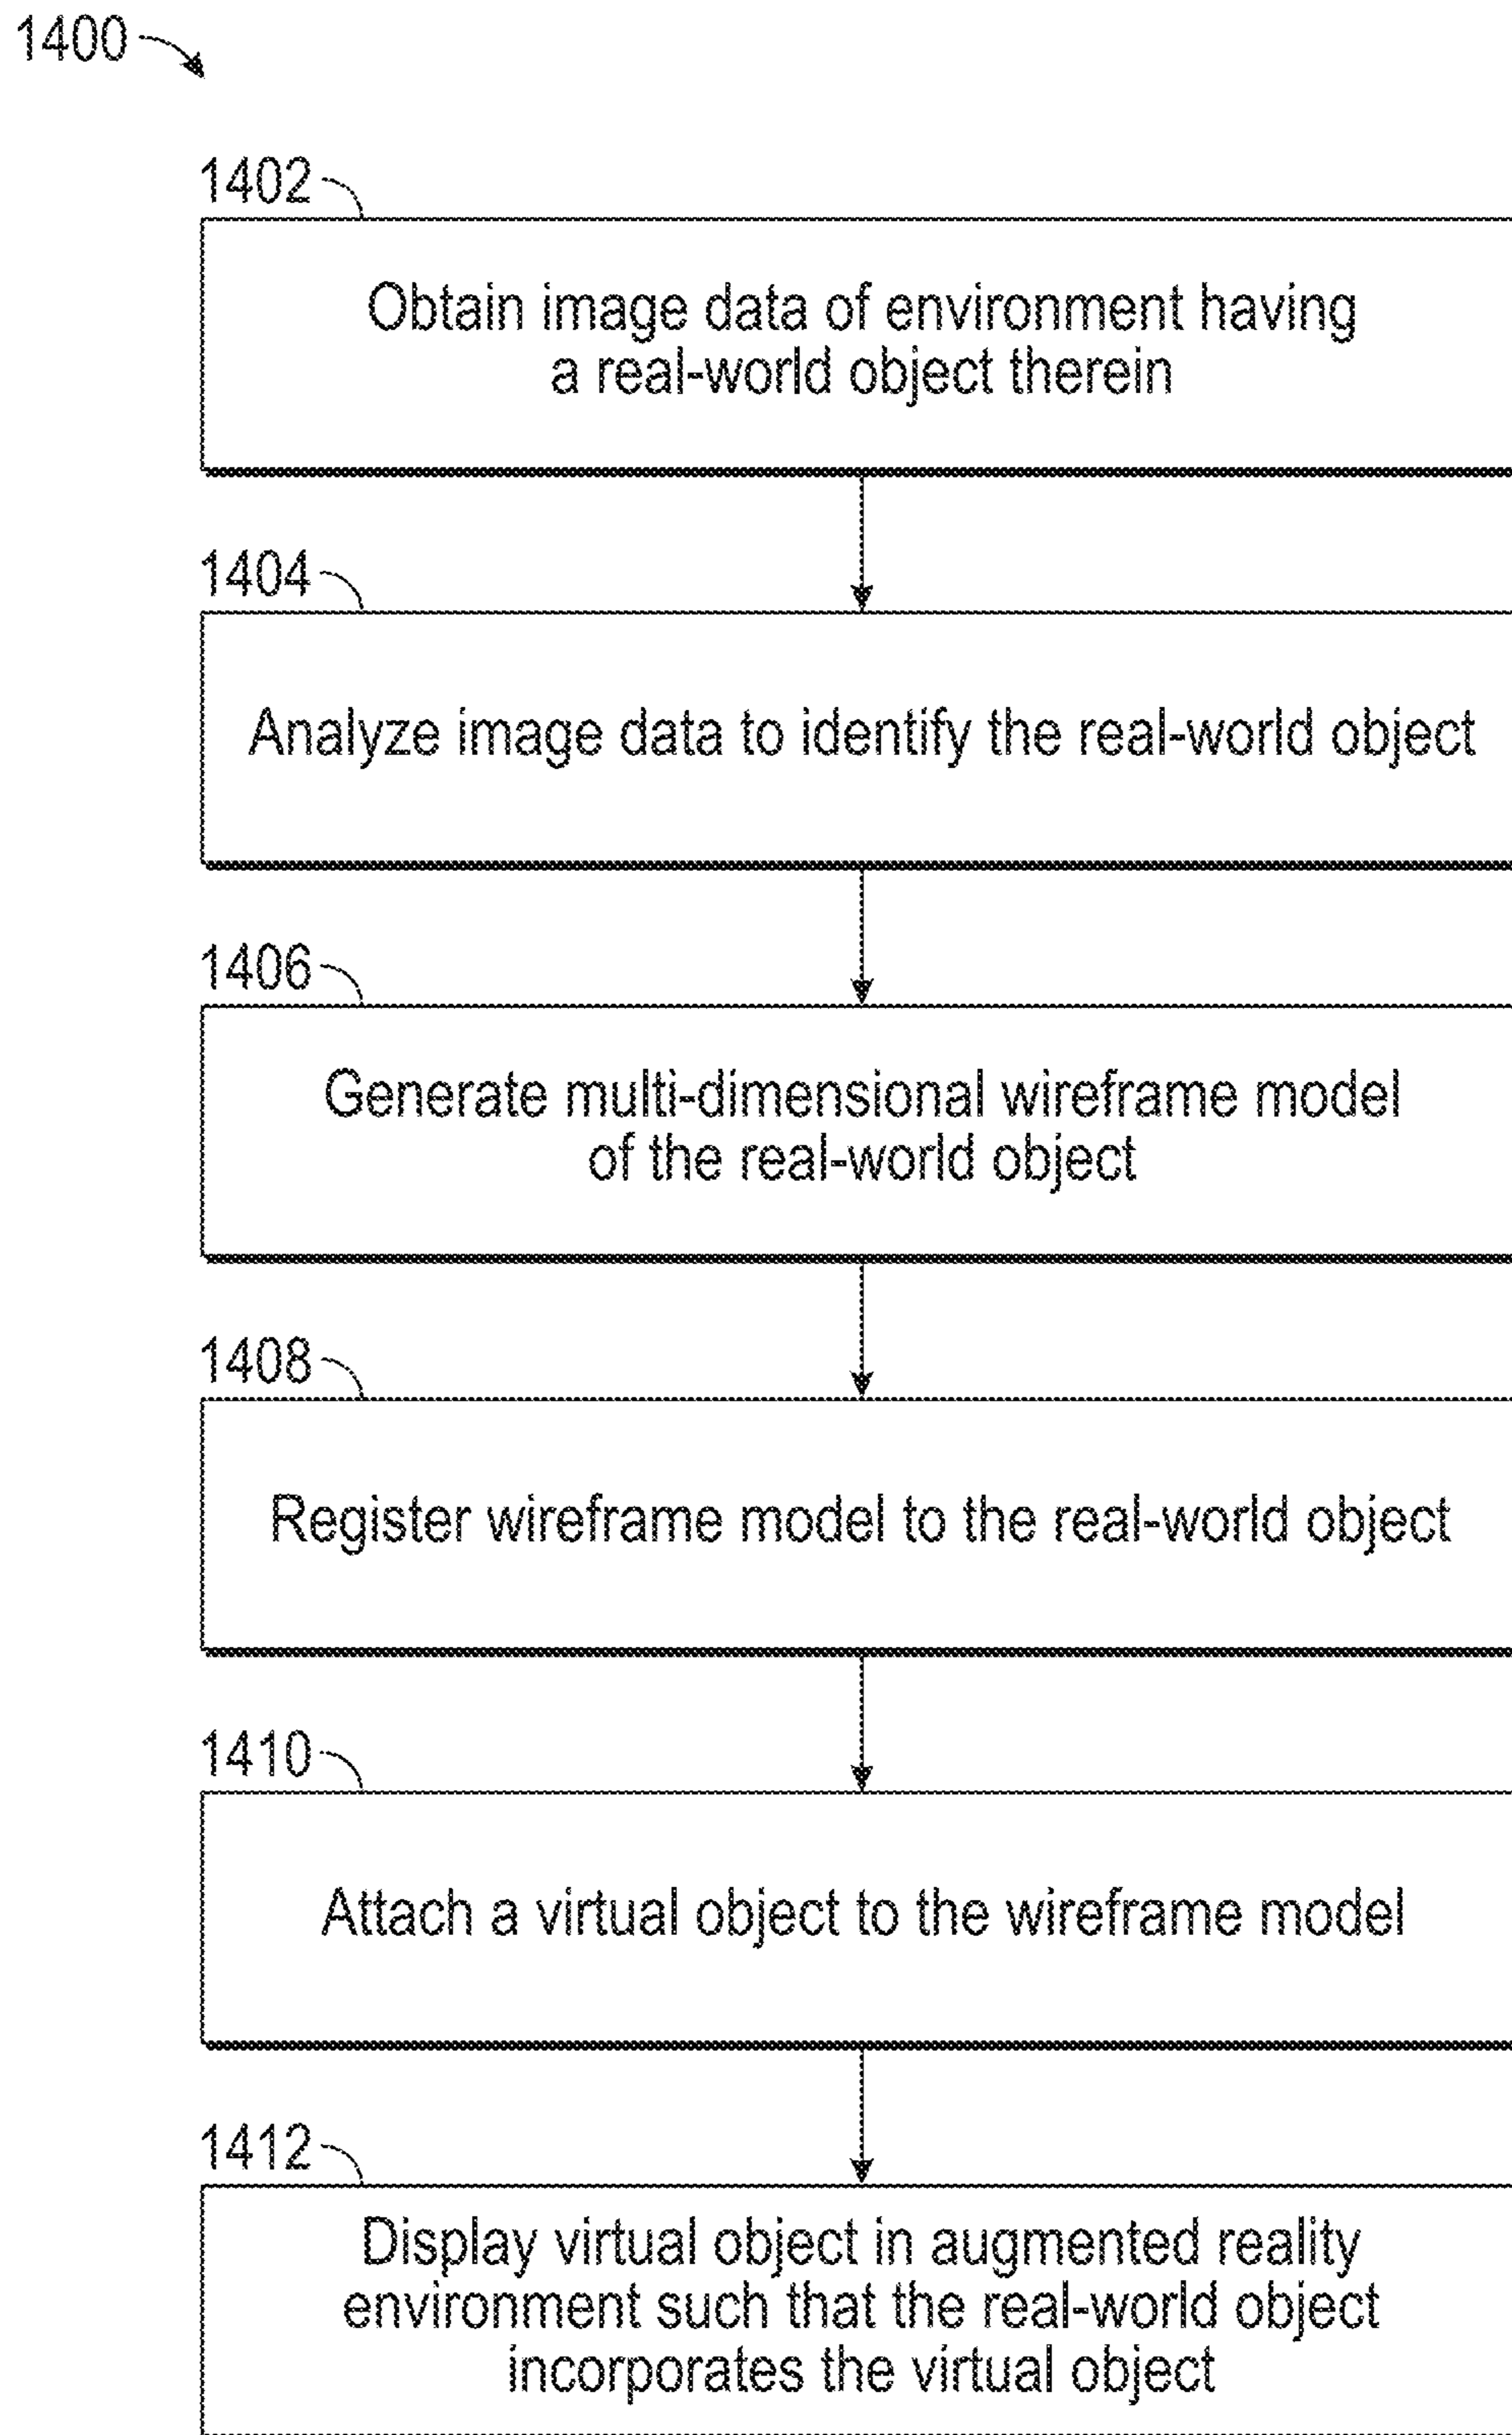 1400
1402
Obtain image data of environment having
a real-world object therein
1404
Analyze image data to identify the real-world object
1406
Generate multi-dimensional wireframe model
of the real-world object
1408
Register wireframe model to the real-world object
1410
Attach a virtual object to the wireframe model
1412
Display virtual object in augmented reality
environment such that the real-world object
incorporates the virtual object